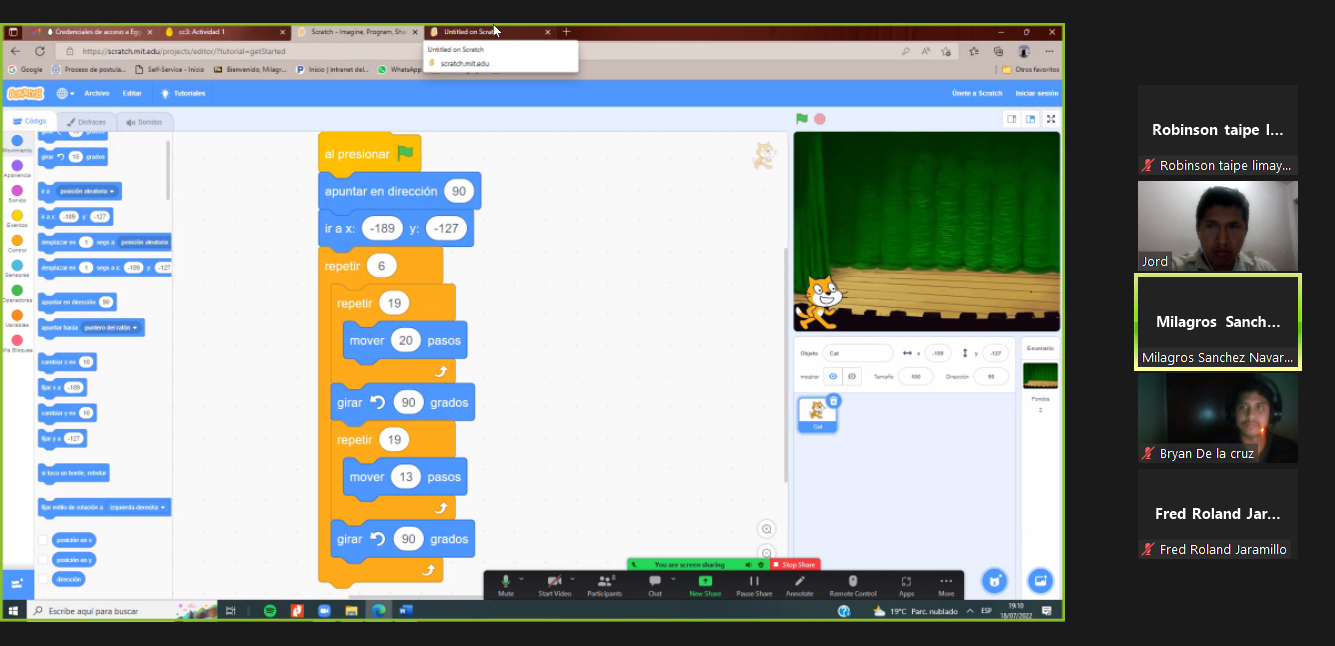 Credenciales de acceso a Egg
cc3: Actividad 1
Scratch - Imagine, Program, Sha
Untitled on Scratch
https://scratch.mit.edu/projects/editor/?tutorial=getStarted
Untitled on Scratch
scratch.mit.edu
Google
Proceso de postula...
Self-Service - Inicio
Bienvenido, Milagr...
Inicio | Intranet del...
WhatsApp
Otros favoritos
SCRATCH
Archivo
Editar
Tutoriales
Únete a Scratch
Iniciar sesión
Código
Disfraces
Sonidos
Movimiento
Apariencia
Sonido
Eventos
Control
Sensores
Operadores
Variables
Mis Bloques
girar 15 grados
girar 15 grados
ir a posición aleatoria
ir a x: -189 y: -127
deslizar en 1 segs a posición aleatoria
deslizar en 1 segs a x: -189 y: -127
apuntar en dirección 90
apuntar hacia puntero del ratón
cambiar x en 10
fijar x a -189
cambiar y en 10
fijar y a -127
si toca un borde, rebotar
fijar estilo de rotación a izquierda-derecha
posición en x
posición en y
dirección
al presionar
apuntar en dirección 90
ir a x: -189 y: -127
repetir 6
repetir 19
mover 20 pasos
girar 90 grados
repetir 19
mover 13 pasos
girar 90 grados
Objeto
Cat
x -189
y -127
mostrar
Tamaño 100
Dirección 90
Cat
Escenario
Fondos
2
You are screen sharing
Stop Share
Mute
Start Video
Participants
8
Chat
New Share
Pause Share
Annotate
Remote Control
Apps
More
Escribe aquí para buscar
19°C Parc. nublado
ESP
19:10
18/07/2022
Robinson taipe l...
Robinson taipe limay...
Jord
Milagros Sanch...
Milagros Sanchez Navar...
Bryan De la cruz
Fred Roland Jar...
Fred Roland Jaramillo